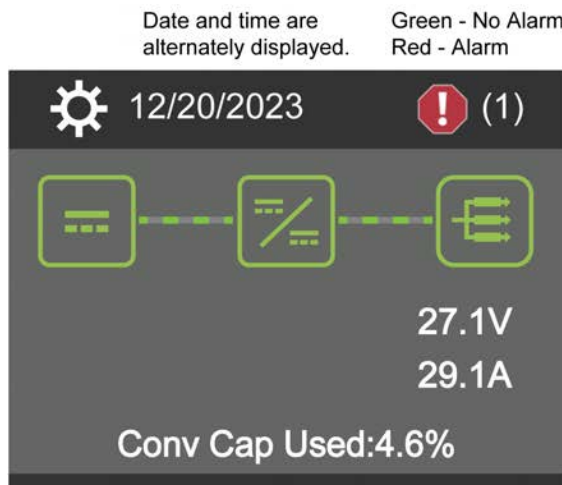 Date and time are
alternately displayed.
Green - No Alarm
Red - Alarm
12/20/2023
! (1)
27.1V
29.1A
Conv Cap Used:4.6%